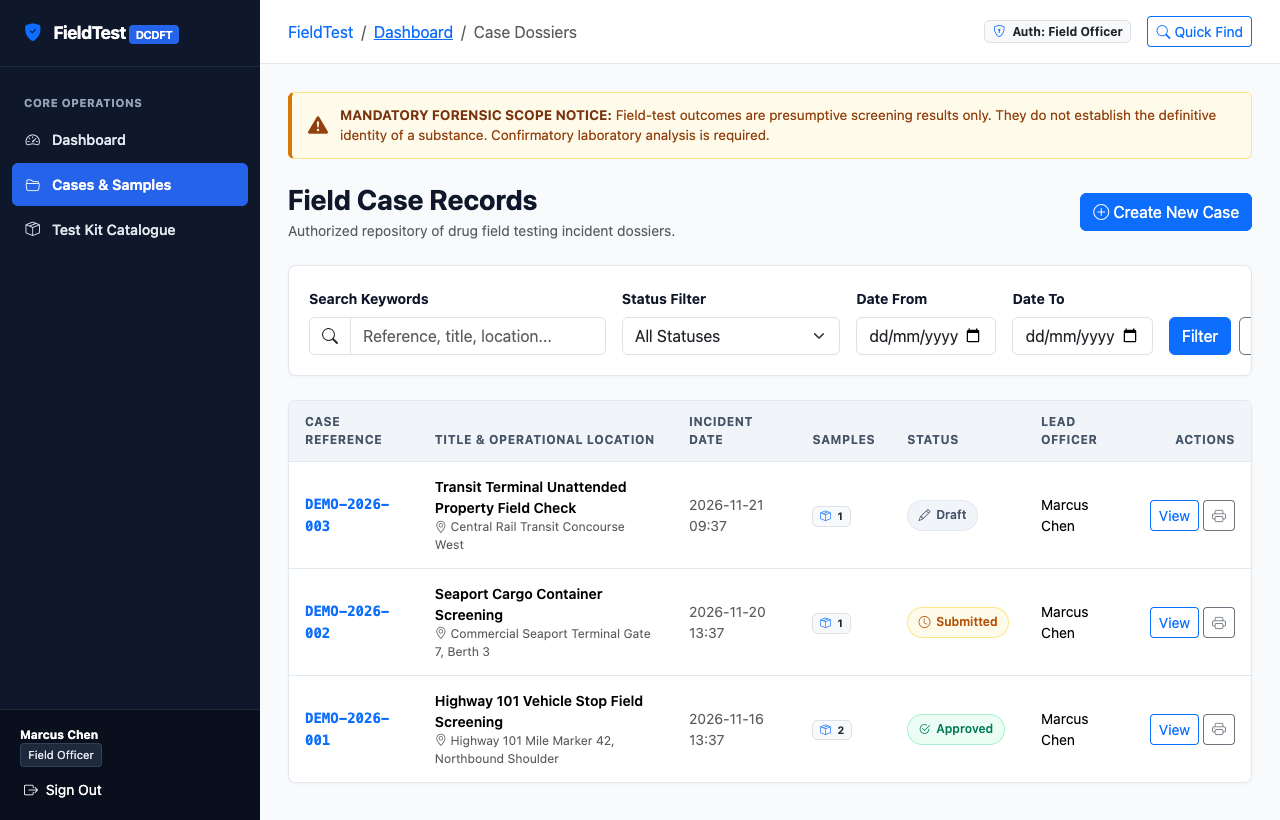 FieldTest DCDFT
CORE OPERATIONS
Dashboard
Cases & Samples
Test Kit Catalogue
Marcus Chen
Field Officer
Sign Out
FieldTest / Dashboard / Case Dossiers
Auth: Field Officer
Quick Find
MANDATORY FORENSIC SCOPE NOTICE: Field-test outcomes are presumptive screening results only. They do not establish the definitive
identity of a substance. Confirmatory laboratory analysis is required.
Field Case Records
Authorized repository of drug field testing incident dossiers.
Create New Case
Search Keywords
Status Filter
Date From
Date To
Reference, title, location...
All Statuses
dd/mm/yyyy
dd/mm/yyyy
Filter
CASE
REFERENCE
TITLE & OPERATIONAL LOCATION
INCIDENT
DATE
SAMPLES
STATUS
LEAD
OFFICER
ACTIONS
DEMO-2026-
003
Transit Terminal Unattended
Property Field Check
Central Rail Transit Concourse
West
2026-11-21
09:37
1
Draft
Marcus
Chen
View
DEMO-2026-
002
Seaport Cargo Container
Screening
Commercial Seaport Terminal Gate
7, Berth 3
2026-11-20
13:37
1
Submitted
Marcus
Chen
View
DEMO-2026-
001
Highway 101 Vehicle Stop Field
Screening
Highway 101 Mile Marker 42,
Northbound Shoulder
2026-11-16
13:37
2
Approved
Marcus
Chen
View